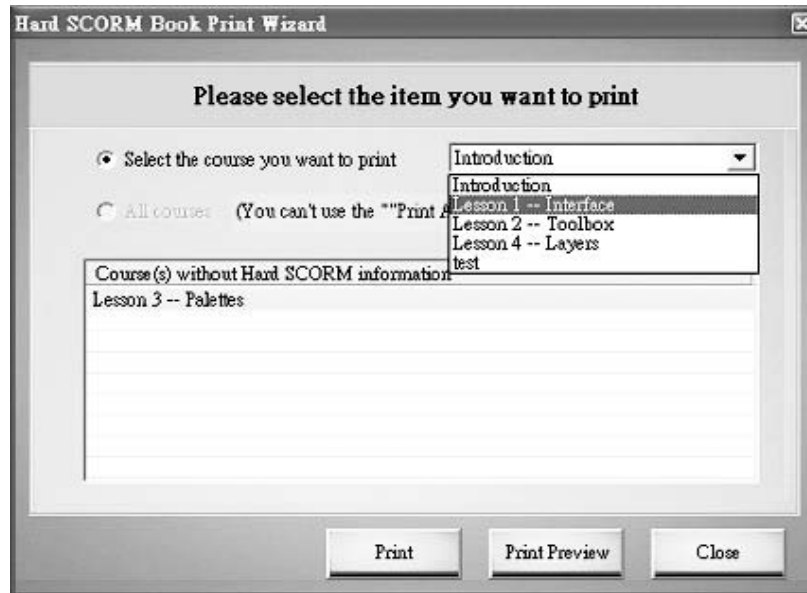 Hard SCORM Book Print Wizard
Please select the item you want to print
Select the course you want to print
Introduction
Introduction
Lesson 1 -- Interface
Lesson 2 -- Toolbox
Lesson 4 -- Layers
test
All courses (You can't use the ""Print A
Course(s) without Hard SCORM information
Lesson 3 -- Palettes
Print
Print Preview
Close